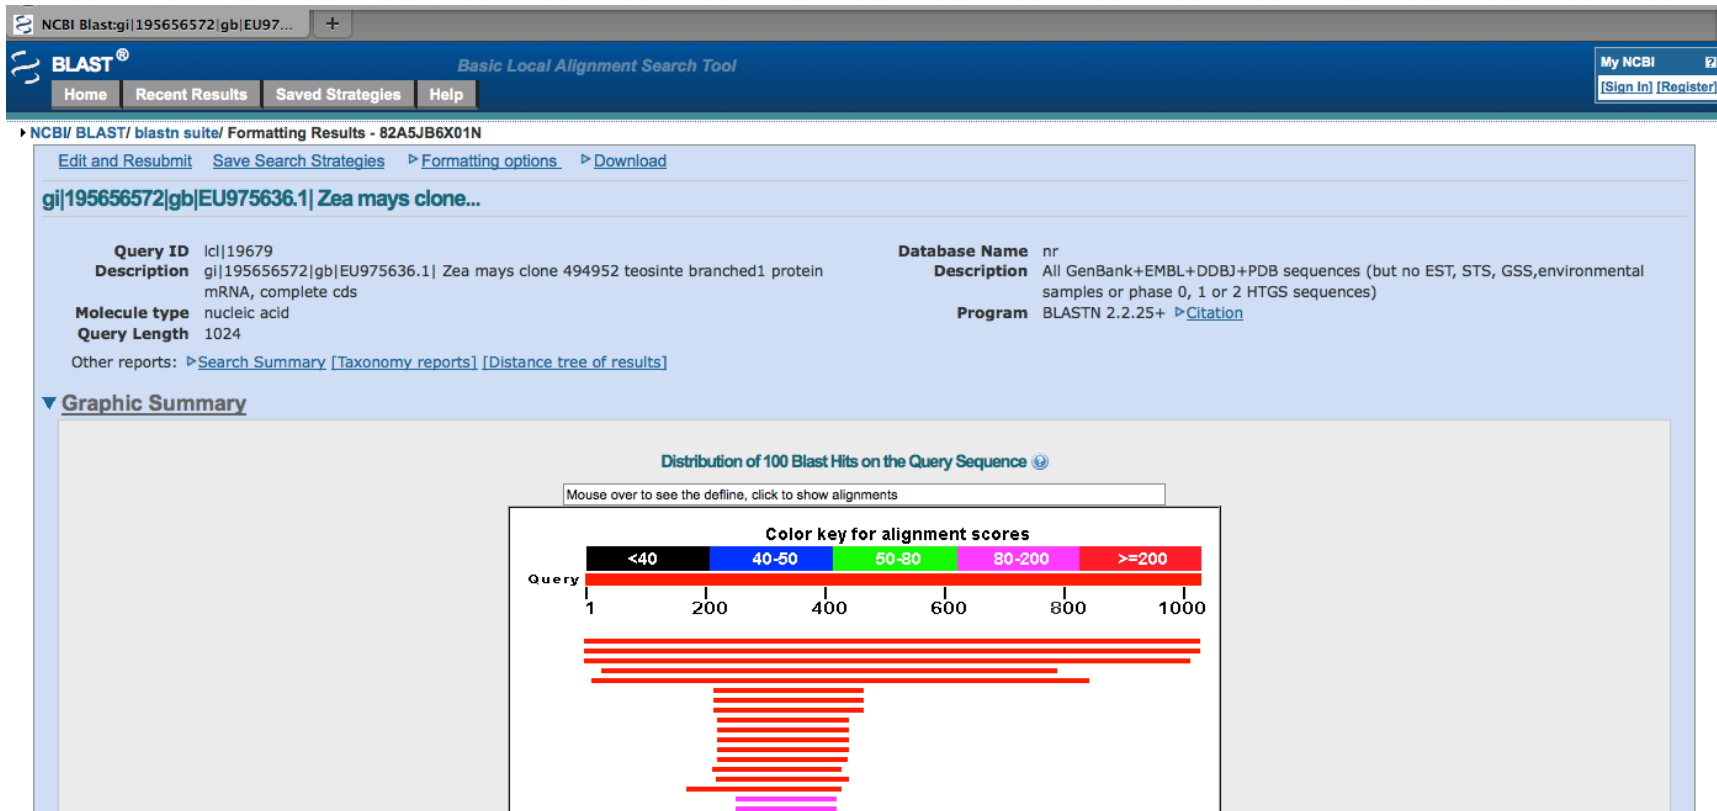 NCBI Blast:gi|195656572|gb|EU97...
+
BLAST®
Basic Local Alignment Search Tool
My NCBI ?
[Sign In] [Register]
Home Recent Results Saved Strategies Help
NCBI/ BLAST/ blastn suite/ Formatting Results - 82A5JB6X01N
Edit and Resubmit Save Search Strategies Formatting options Download
gi|195656572|gb|EU975636.1| Zea mays clone...
Query ID lcl|19679
Description gi|195656572|gb|EU975636.1| Zea mays clone 494952 teosinte branched1 protein
mRNA, complete cds
Molecule type nucleic acid
Query Length 1024
Database Name nr
Description All GenBank+EMBL+DDBJ+PDB sequences (but no EST, STS, GSS,environmental
samples or phase 0, 1 or 2 HTGS sequences)
Program BLASTN 2.2.25+ Citation
Other reports: Search Summary [Taxonomy reports] [Distance tree of results]
Graphic Summary
Distribution of 100 Blast Hits on the Query Sequence ?
Mouse over to see the defline, click to show alignments
Color key for alignment scores
<40 40-50 50-80 80-200 >=200
Query
1 200 400 600 800 1000